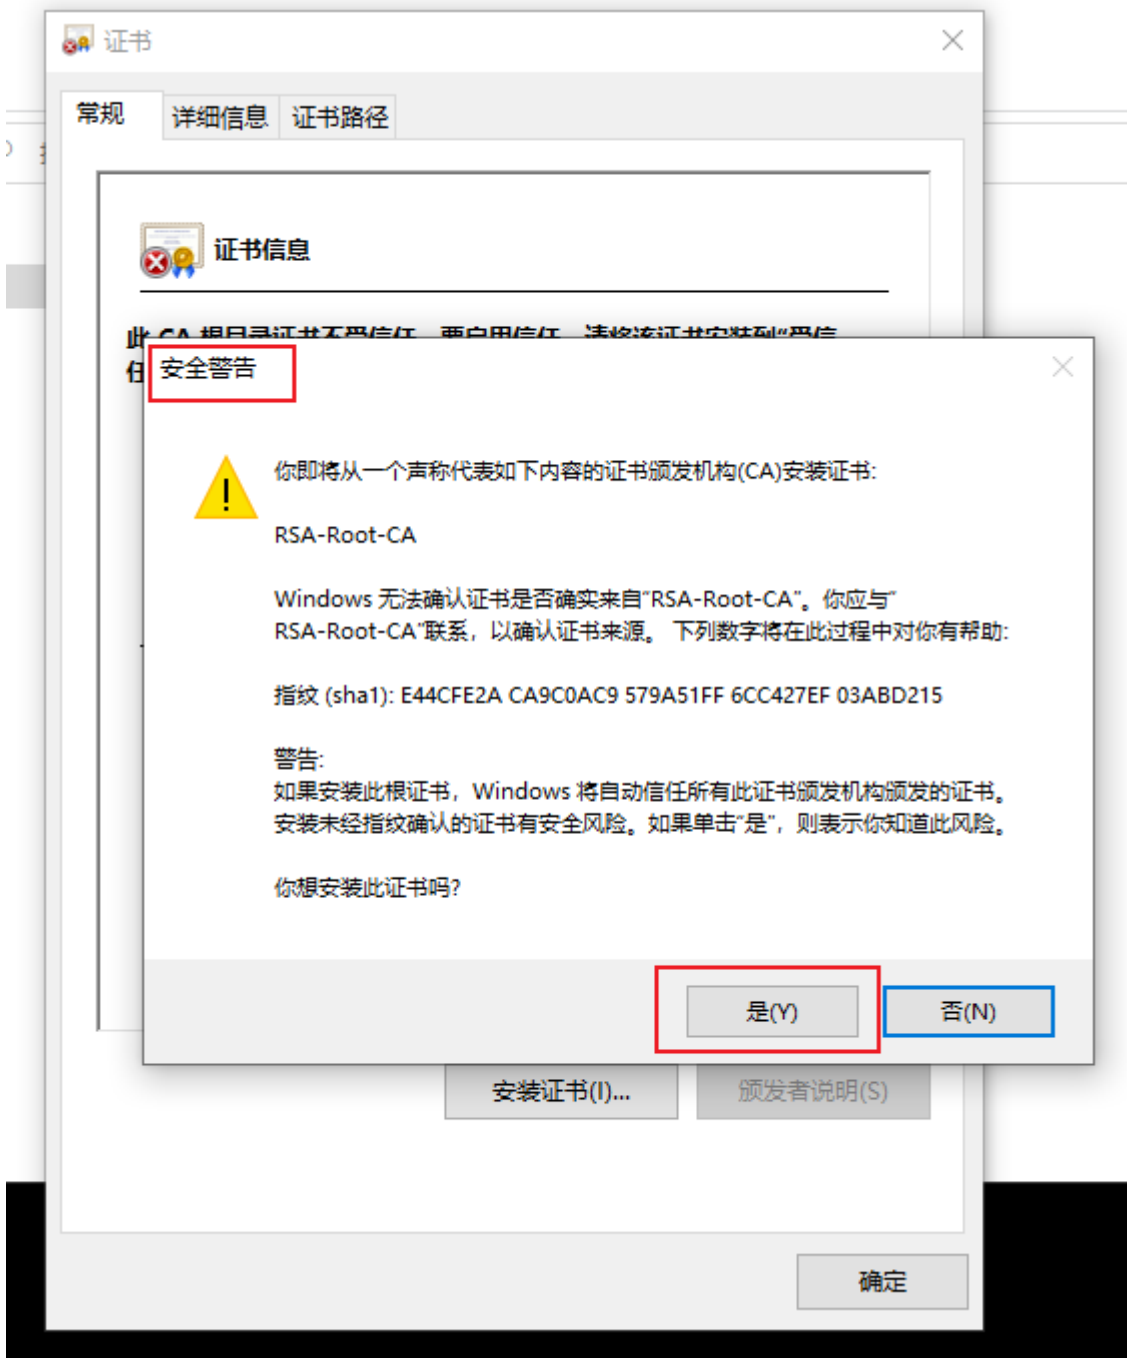 证书
常规
详细信息
证书路径
证书信息
安全警告
你即将从一个声称代表如下内容的证书颁发机构(CA)安装证书:
RSA-Root-CA
Windows 无法确认证书是否确实来自“RSA-Root-CA”。你应与“
RSA-Root-CA”联系，以确认证书来源。 下列数字将在此过程中对你有帮助:
指纹 (sha1): E44CFE2A CA9C0AC9 579A51FF 6CC427EF 03ABD215
警告:
如果安装此根证书，Windows 将自动信任所有此证书颁发机构颁发的证书。
安装未经指纹确认的证书有安全风险。如果单击“是”，则表示你知道此风险。
你想安装此证书吗?
是(Y)
否(N)
安装证书(I)...
颁发者说明(S)
确定